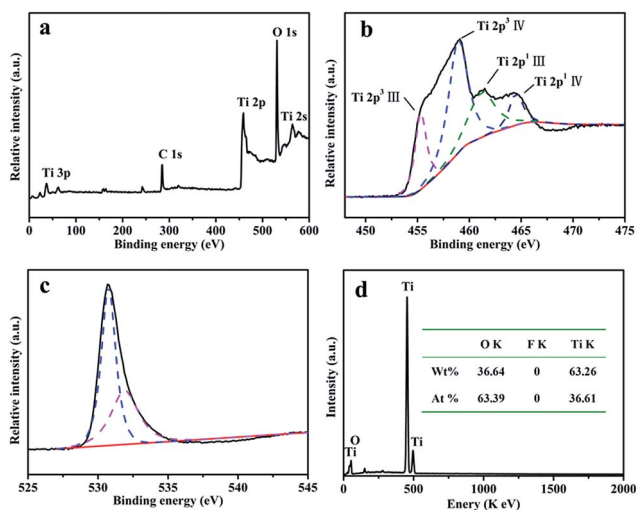 a
O 1s
Ti 2p
Ti 2s
C 1s
Ti 3p
Relative intensity (a.u.)
0 100 200 300 400 500 600
Binding energy (eV)
b
Ti 2p³ IV
Ti 2p¹ III
Ti 2p¹ IV
Ti 2p³ III
Relative intensity (a.u.)
450 455 460 465 470 475
Binding energy (eV)
c
Relative intensity (a.u.)
525 530 535 540 545
Binding energy (eV)
d
Ti
O K F K Ti K
Wt% 36.64 0 63.26
At % 63.39 0 36.61
O
Ti
Ti
Relative intensity (a.u.)
0 500 1000 1500 2000
Enery (K eV)